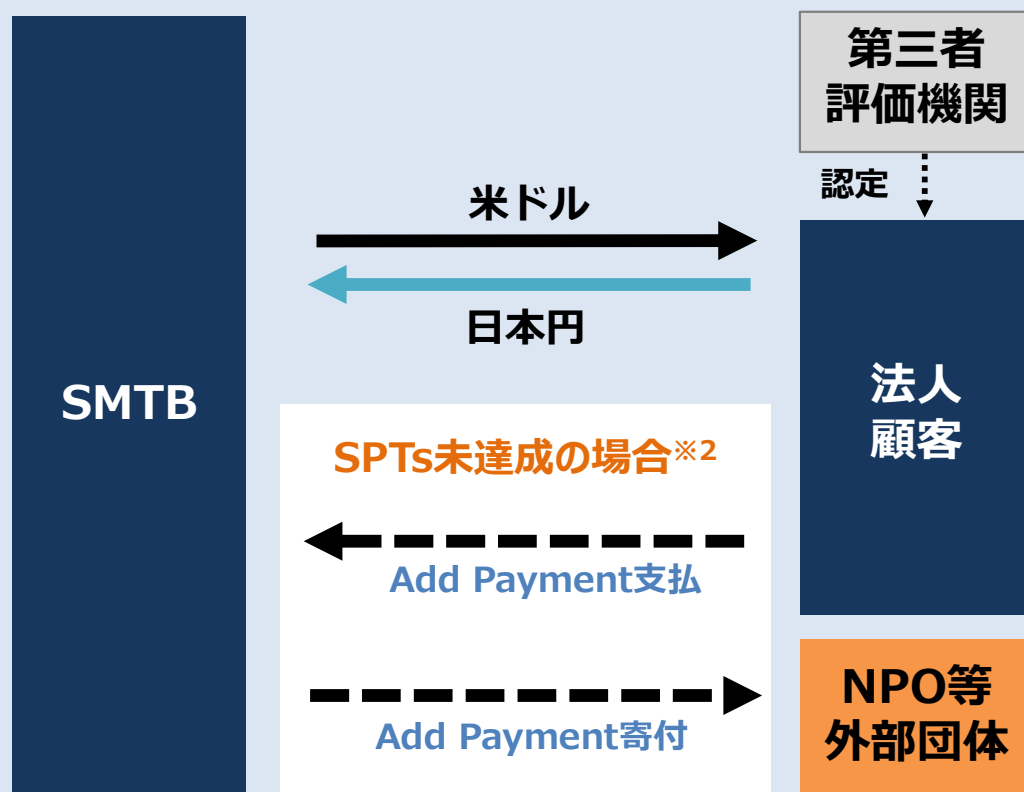 第三者
評価機関
認定
米ドル
日本円
SMTB
法人
顧客
SPTs未達成の場合※2
Add Payment支払
NPO等
外部団体
Add Payment寄付